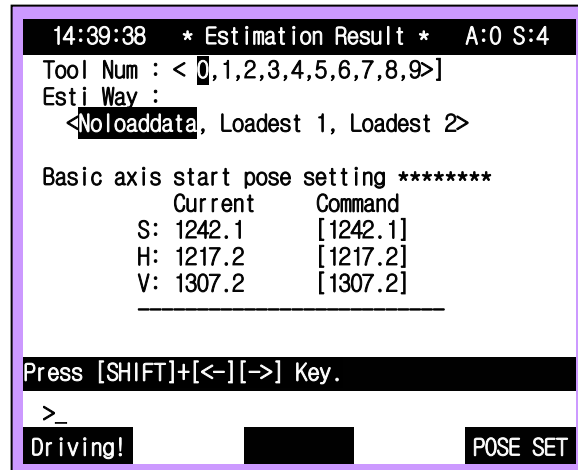 14:39:38 * Estimation Result * A:0 S:4
Tool Num : < 0,1,2,3,4,5,6,7,8,9>]
Esti Way :
<Noloaddata, Loadest 1, Loadest 2>
Basic axis start pose setting ********
Current Command
S: 1242.1 [1242.1]
H: 1217.2 [1217.2]
V: 1307.2 [1307.2]
Press [SHIFT]+[<-][->] Key.
>_
Driving! POSE SET